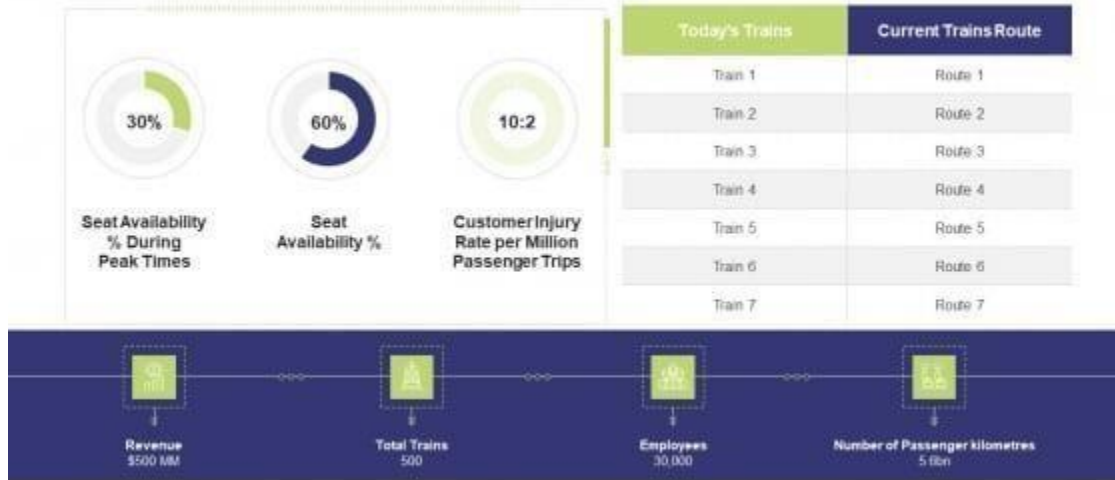 30%
60%
10:2
Seat Availability
% During
Peak Times
Seat
Availability %
Customer Injury
Rate per Million
Passenger Trips
Today's Trains Current Trains Route
Train 1 Route 1
Train 2 Route 2
Train 3 Route 3
Train 4 Route 4
Train 5 Route 5
Train 6 Route 6
Train 7 Route 7
Revenue
$500 MM
Total Trains
500
Employees
30,000
Number of Passenger kilometres